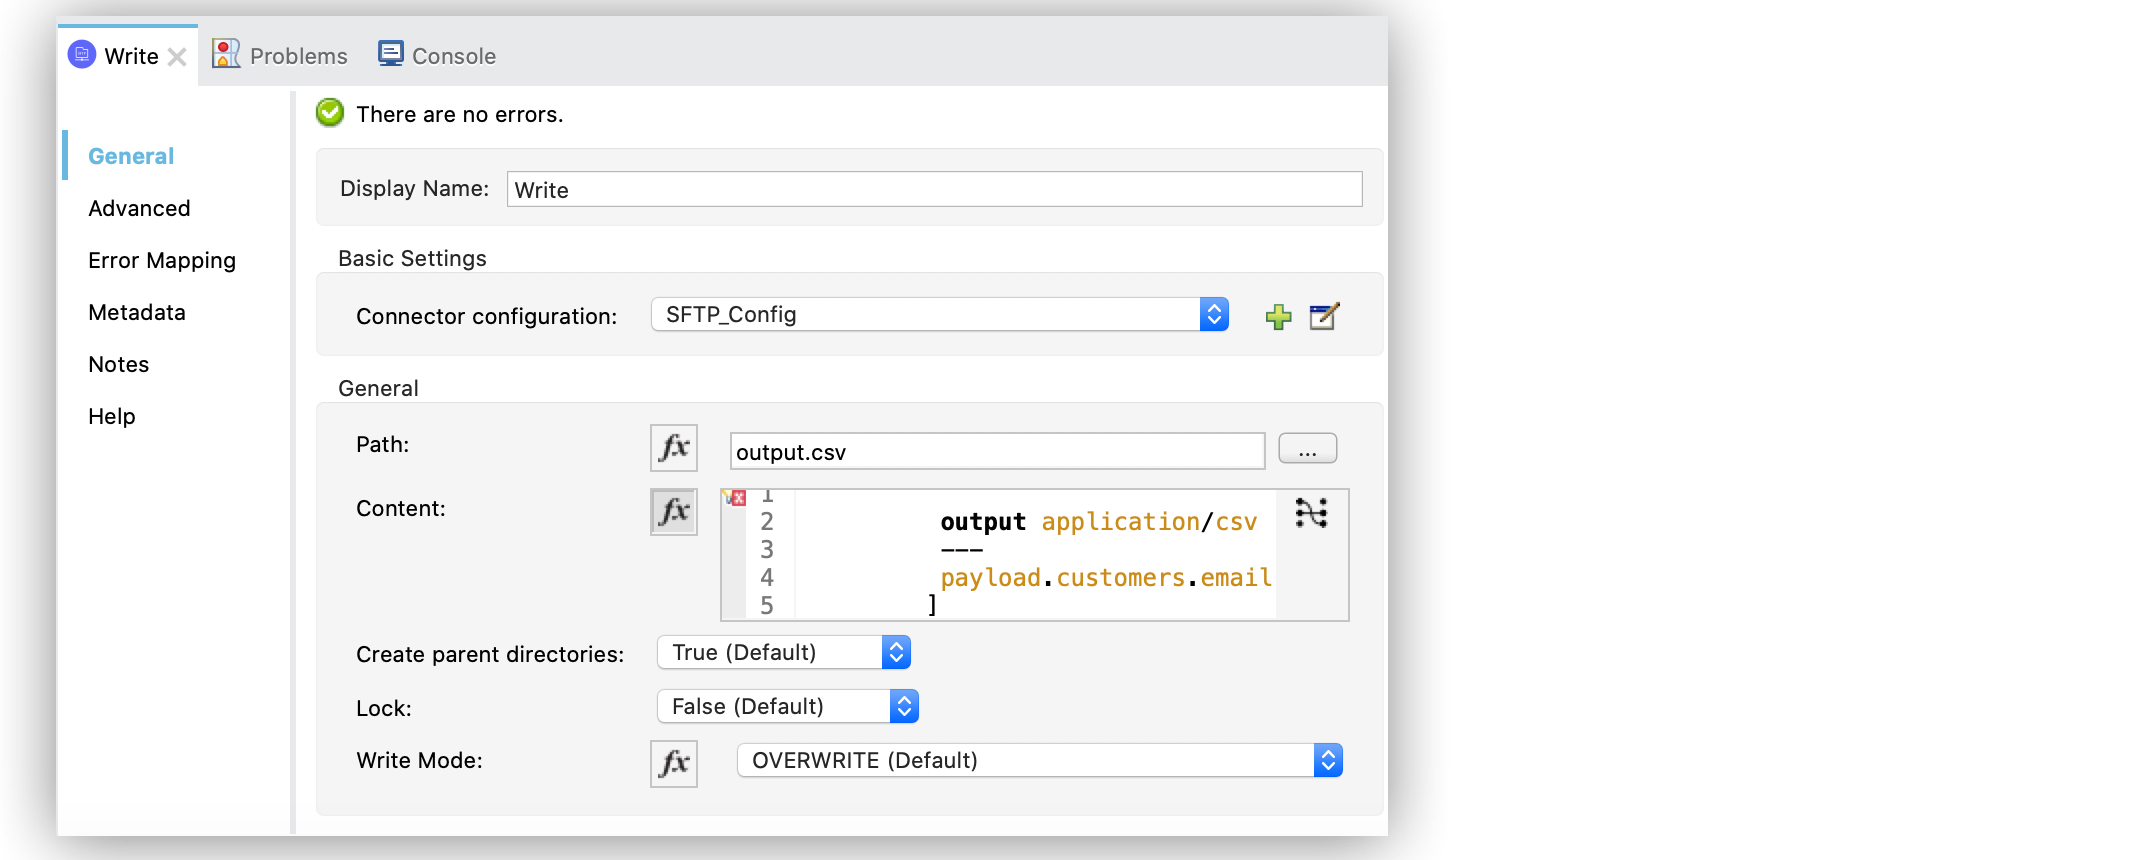 Write Problems Console
There are no errors.
General
Advanced
Error Mapping
Metadata
Notes
Help
Display Name: Write
Basic Settings
Connector configuration: SFTP_Config
General
Path: fx output.csv ...
Content: fx
1
2 output application/csv
3 ---
4 payload.customers.email
5 ]
Create parent directories: True (Default)
Lock: False (Default)
Write Mode: fx OVERWRITE (Default)